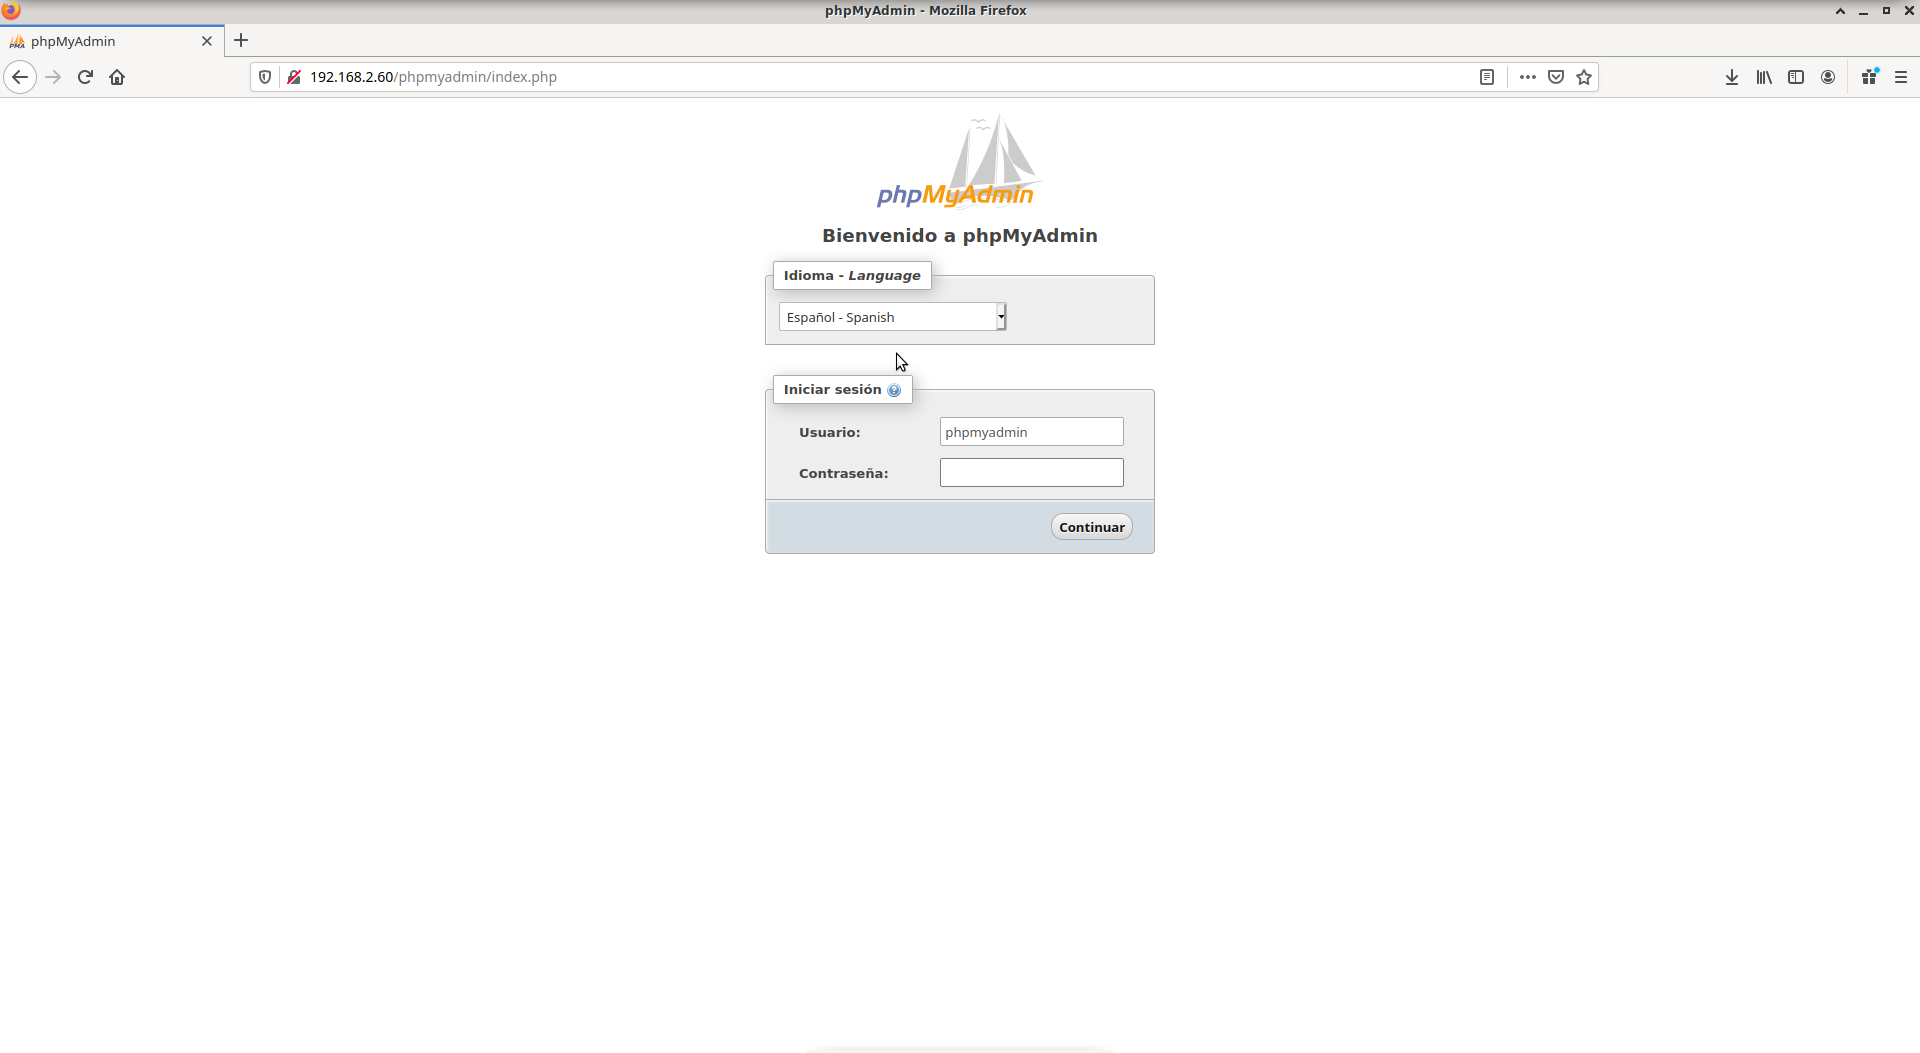 phpMyAdmin - Mozilla Firefox
phpMyAdmin
192.168.2.60/phpmyadmin/index.php
phpMyAdmin
Bienvenido a phpMyAdmin
Idioma - Language
Español - Spanish
Iniciar sesión
Usuario: phpmyadmin
Contraseña:
Continuar